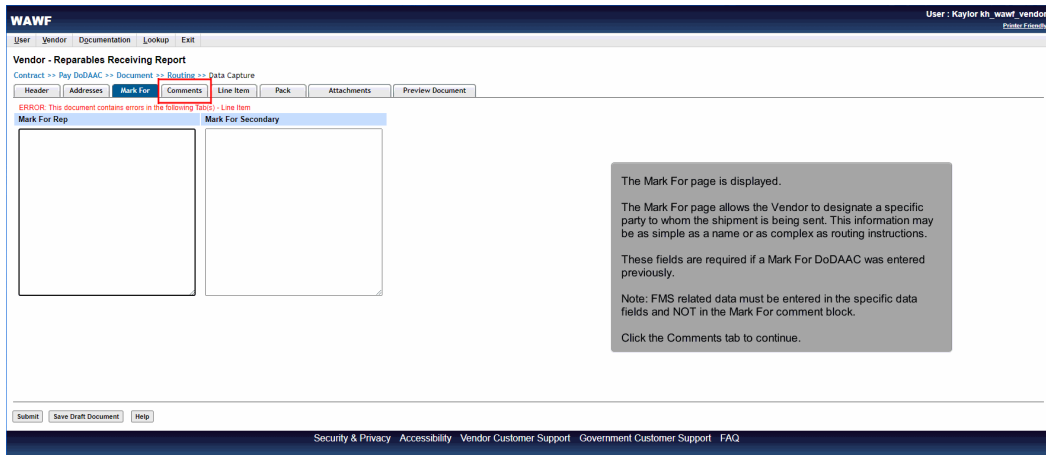 WAWF
User : Kaylor kh_wawf_vendor
Printer Friendly
User Vendor Documentation Lookup Exit
Vendor - Reparables Receiving Report
Contract >> Pay DoDAAC >> Document >> Routing >> Data Capture
Header Addresses Mark For Comments Line Item Pack Attachments Preview Document
ERROR: This document contains errors in the following Tab(s) - Line Item
Mark For Rep Mark For Secondary
The Mark For page is displayed.
The Mark For page allows the Vendor to designate a specific
party to whom the shipment is being sent. This information may
be as simple as a name or as complex as routing instructions.
These fields are required if a Mark For DoDAAC was entered
previously.
Note: FMS related data must be entered in the specific data
fields and NOT in the Mark For comment block.
Click the Comments tab to continue.
Submit Save Draft Document Help
Security & Privacy Accessibility Vendor Customer Support Government Customer Support FAQ